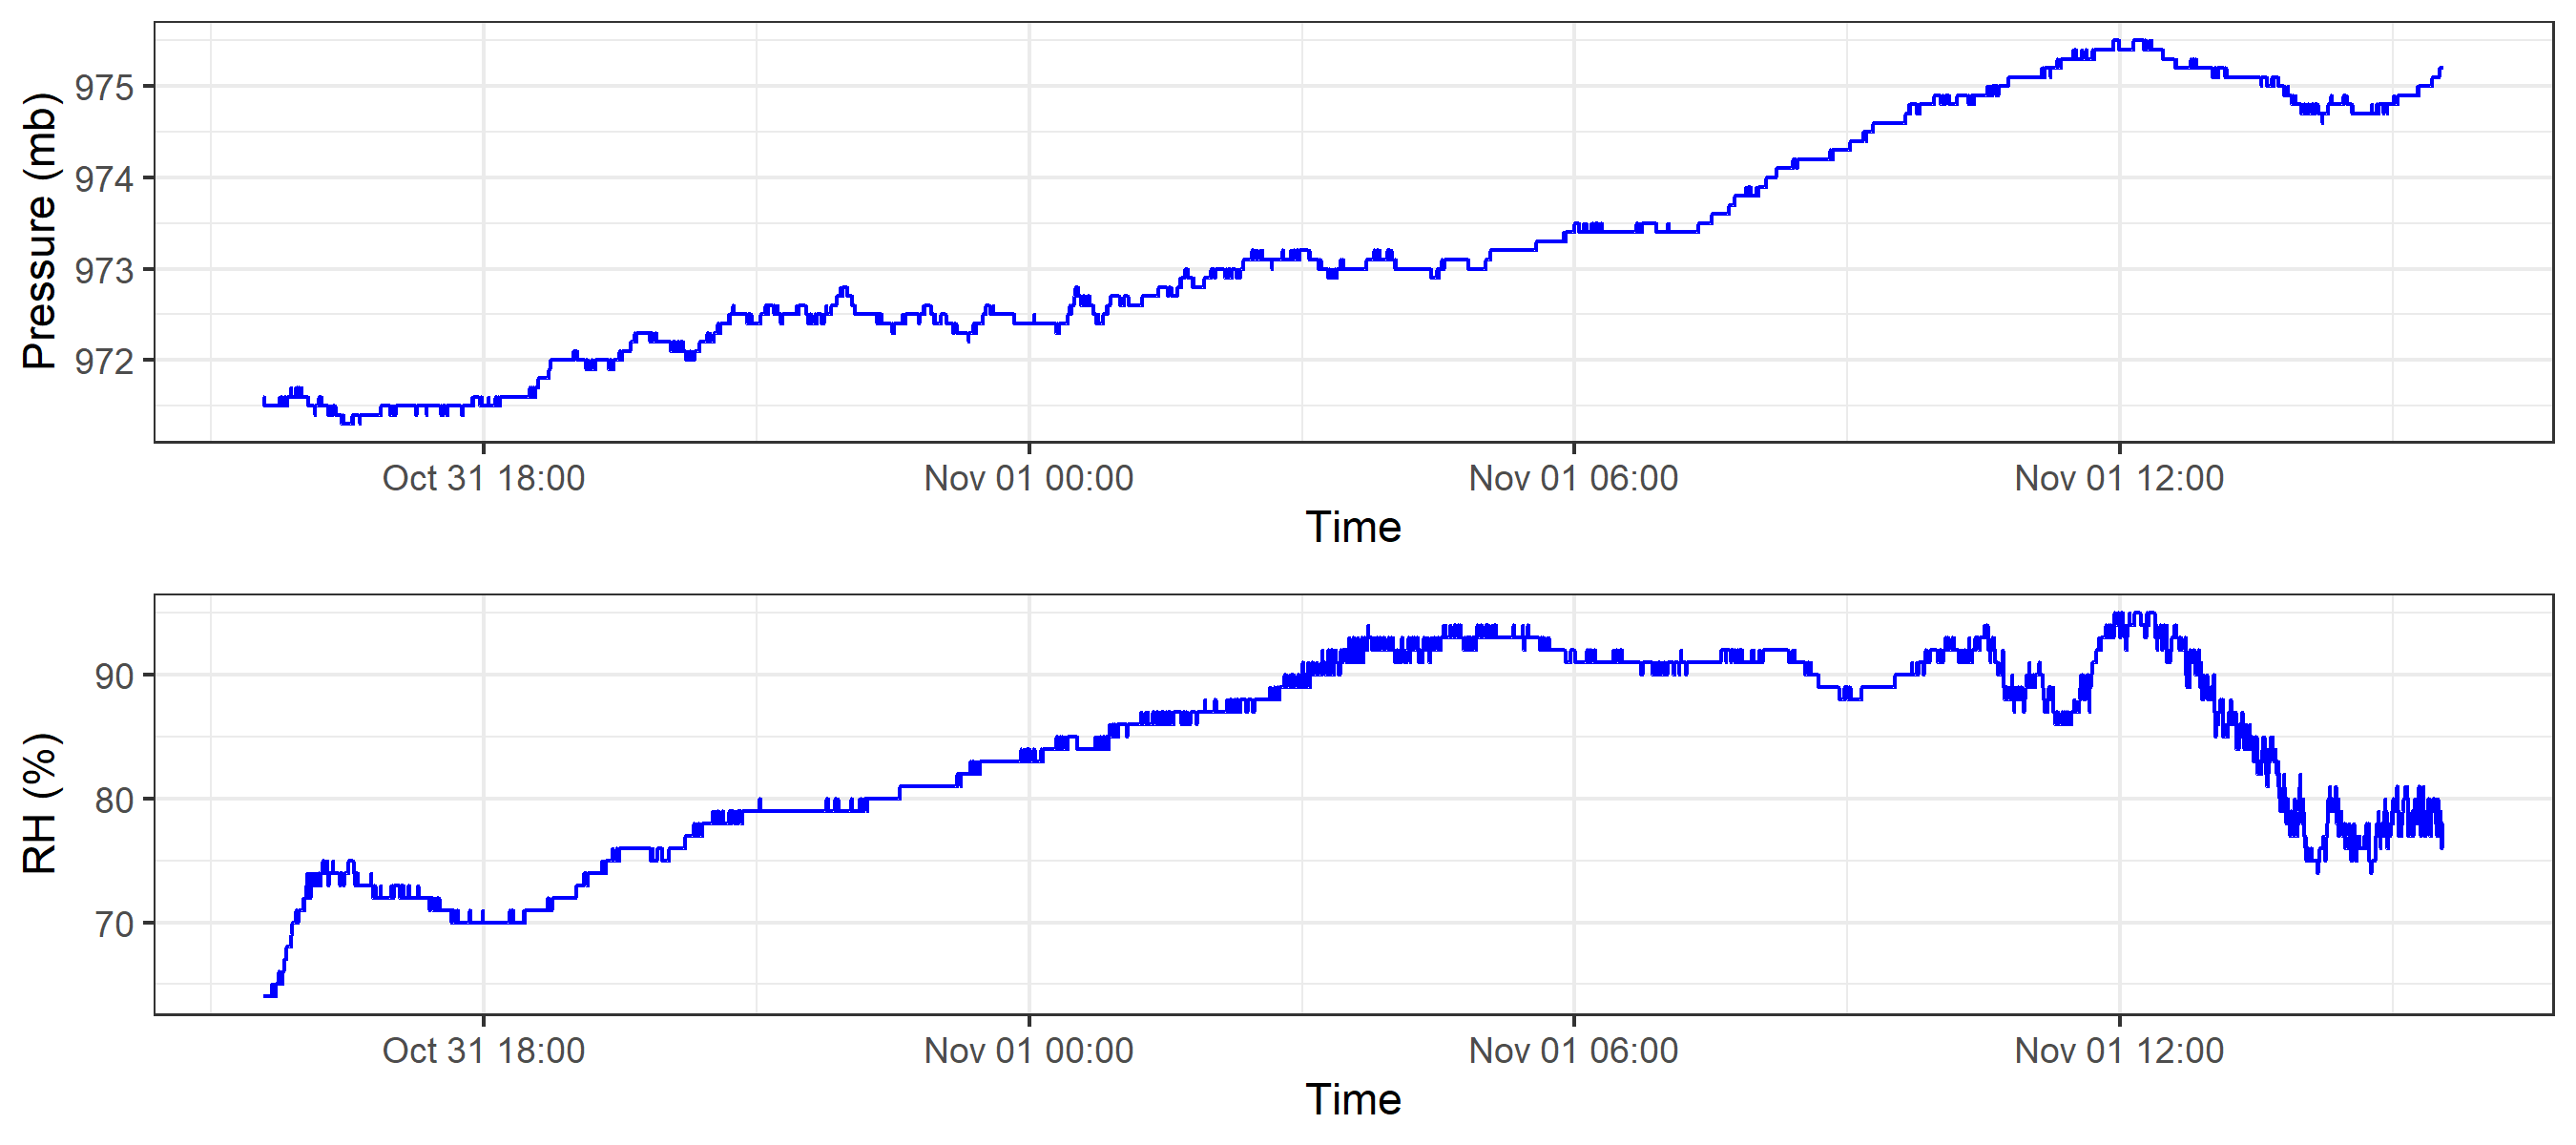 Pressure (mb)
975
974
973
972
Oct 31 18:00
Nov 01 00:00
Nov 01 06:00
Nov 01 12:00
Time
RH (%)
90
80
70
Oct 31 18:00
Nov 01 00:00
Nov 01 06:00
Nov 01 12:00
Time